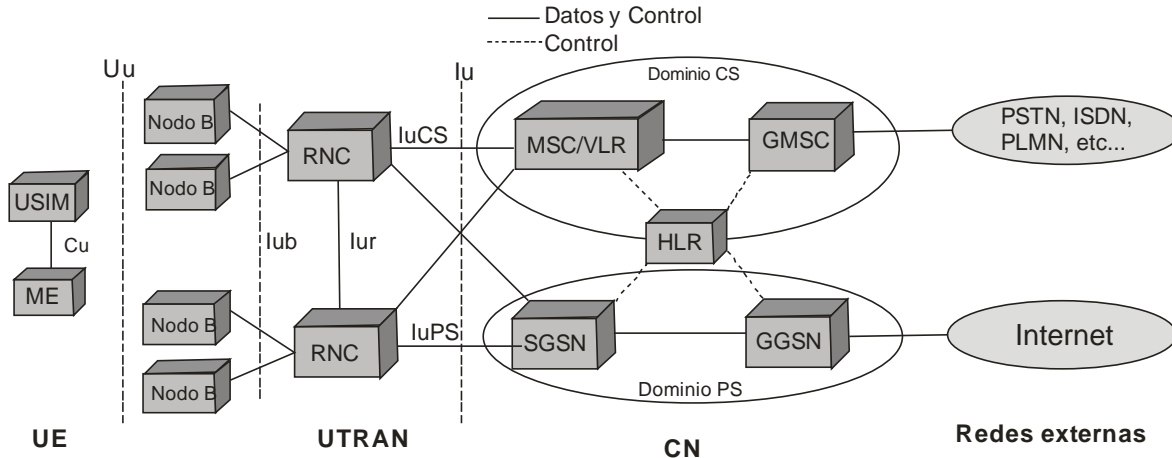 Datos y Control
Control
Uu
Iu
Dominio CS
Nodo B
Nodo B
RNC
IuCS
MSC/VLR
GMSC
PSTN, ISDN,
PLMN, etc...
USIM
Cu
ME
Iub
Iur
HLR
Nodo B
Nodo B
RNC
IuPS
SGSN
GGSN
Internet
Dominio PS
UE
UTRAN
CN
Redes externas